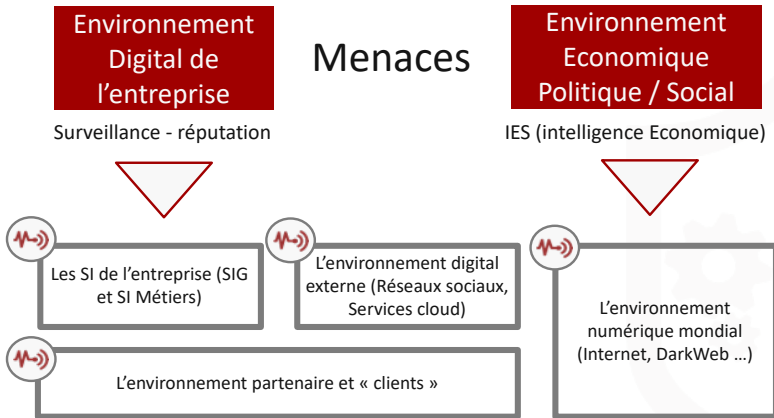 Environnement
Digital de
l'entreprise
Menaces
Environnement
Economique
Politique / Social
Surveillance - réputation
IES (intelligence Economique)
Les SI de l'entreprise (SIG
et SI Métiers)
L'environnement digital
externe (Réseaux sociaux,
Services cloud)
L'environnement
numérique mondial
(Internet, DarkWeb …)
L'environnement partenaire et « clients »